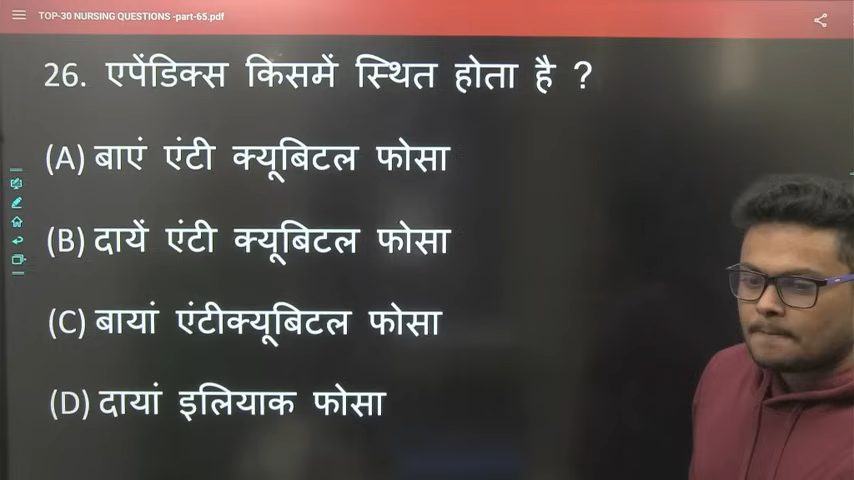 TOP-30 NURSING QUESTIONS -part-65.pdf
26. एपेंडिक्स किसमें स्थित होता है ?
(A) बाएं एंटी क्यूबिटल फोसा
(B) दायें एंटी क्यूबिटल फोसा
(C) बायां एंटीक्यूबिटल फोसा
(D) दायां इलियाक फोसा